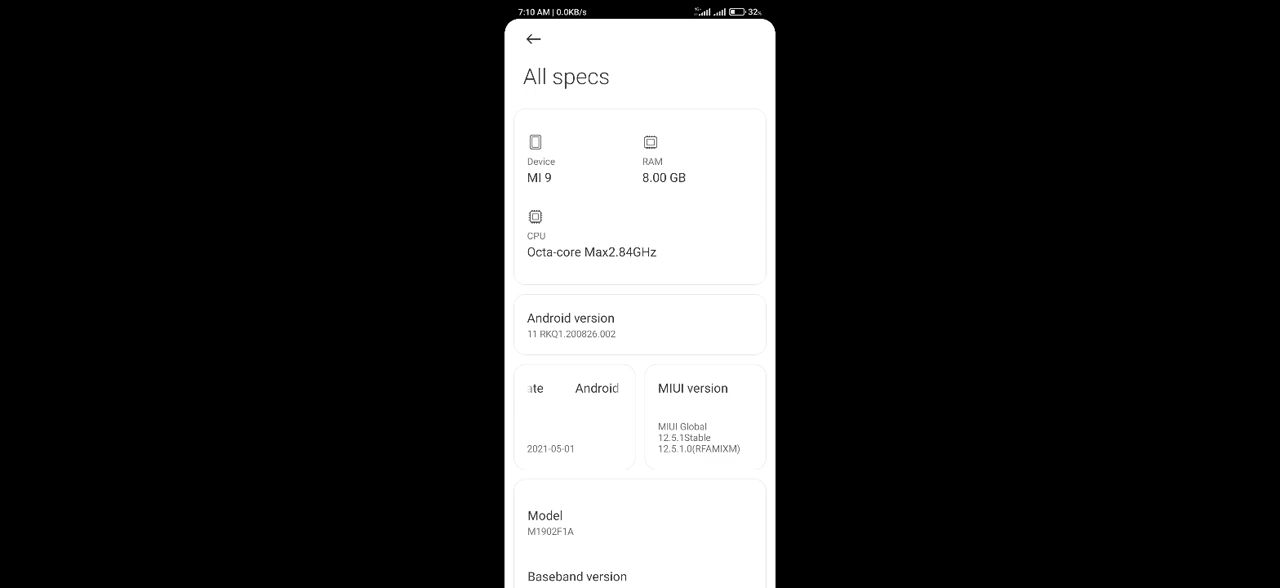 7:10 AM | 0.0KB/s 32%
All specs
Device
MI 9
RAM
8.00 GB
CPU
Octa-core Max2.84GHz
Android version
11 RKQ1.200826.002
ate Android
2021-05-01
MIUI version
MIUI Global
12.5.1Stable
12.5.1.0(RFAMIXM)
Model
M1902F1A
Baseband version